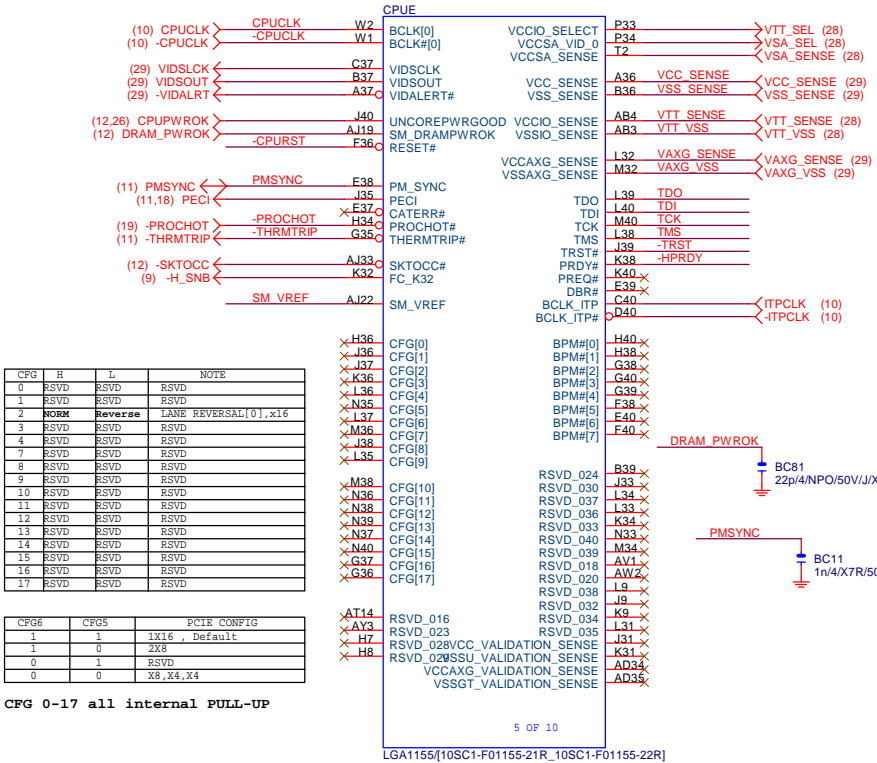 CPUE
(10) CPUCLK CPUCLK W2 BCLK[0] VCCIO_SELECT P33 VTT_SEL (28)
(10) -CPUCLK -CPUCLK W1 BCLK#[0] VCCSA_VID_0 P34 VSA_SEL (28)
VCCSA_SENSE T2 VSA_SENSE (28)
(29) VIDSLCK C37 VIDSCLK
(29) VIDSOUT B37 VIDSOUT VCC_SENSE A36 VCC_SENSE VCC_SENSE (29)
(29) -VIDALRT A37 VIDALERT# VSS_SENSE B36 VSS_SENSE VSS_SENSE (29)
(12,26) CPUPWROK J40 UNCOREPWRGOOD VCCIO_SENSE AB4 VTT_SENSE VTT_SENSE (28)
(12) DRAM_PWROK AJ19 SM_DRAMPWROK VSSIO_SENSE AB3 VTT_VSS VTT_VSS (28)
-CPURST F36 RESET#
VCCAXG_SENSE L32 VAXG_SENSE VAXG_SENSE (29)
VSSAXG_SENSE M32 VAXG_VSS VAXG_VSS (29)
(11) PMSYNC PMSYNC E38 PM_SYNC
(11,18) PECI J35 PECI TDO L39 TDO
E37 CATERR# TDI L40 TDI
(19) -PROCHOT -PROCHOT H34 PROCHOT# TCK M40 TCK
(11) -THRMTRIP -THRMTRIP G35 THERMTRIP# TMS L38 TMS
TRST# J39 -TRST
(12) -SKTOCC AJ33 SKTOCC# PRDY# K38 -HPRDY
(9) -H_SNB K32 FC_K32 PREQ# K40
DBR# E39
SM_VREF AJ22 SM_VREF BCLK_ITP C40 ITPCLK (10)
BCLK_ITP# D40 -ITPCLK (10)
H36 CFG[0] BPM#[0] H40
J36 CFG[1] BPM#[1] H38
J37 CFG[2] BPM#[2] G38
K36 CFG[3] BPM#[3] G40
L36 CFG[4] BPM#[4] G39
N35 CFG[5] BPM#[5] F38
L37 CFG[6] BPM#[6] E40
M36 CFG[7] BPM#[7] F40
J38 CFG[8]
L35 CFG[9]
M38 CFG[10] RSVD_024 B39
N36 CFG[11] RSVD_030 J33
N38 CFG[12] RSVD_037 L34
N39 CFG[13] RSVD_036 L33
N37 CFG[14] RSVD_033 K34
N40 CFG[15] RSVD_040 N33
G37 CFG[16] RSVD_039 M34
G36 CFG[17] RSVD_018 AV1
RSVD_020 AW2
RSVD_038 L9
RSVD_032 J9
AT14 RSVD_016 RSVD_034 K9
AY3 RSVD_023 RSVD_035 L31
H7 RSVD_028 VCC_VALIDATION_SENSE J31
H8 RSVD_029 VSSU_VALIDATION_SENSE K31
VCCAXG_VALIDATION_SENSE AD34
VSSGT_VALIDATION_SENSE AD35
5 OF 10
LGA1155/[10SC1-F01155-21R_10SC1-F01155-22R]
DRAM_PWROK
BC81
22p/4/NPO/50V/J/X
PMSYNC
BC11
1n/4/X7R/50
CFG H L NOTE
0 RSVD RSVD RSVD
1 RSVD RSVD RSVD
2 NORM Reverse LANE REVERSAL[0],x16
3 RSVD RSVD RSVD
4 RSVD RSVD RSVD
7 RSVD RSVD RSVD
8 RSVD RSVD RSVD
9 RSVD RSVD RSVD
10 RSVD RSVD RSVD
11 RSVD RSVD RSVD
12 RSVD RSVD RSVD
13 RSVD RSVD RSVD
14 RSVD RSVD RSVD
15 RSVD RSVD RSVD
16 RSVD RSVD RSVD
17 RSVD RSVD RSVD
CFG6 CFG5 PCIE CONFIG
1 1 1X16 , Default
1 0 2X8
0 1 RSVD
0 0 X8,X4,X4
CFG 0-17 all internal PULL-UP